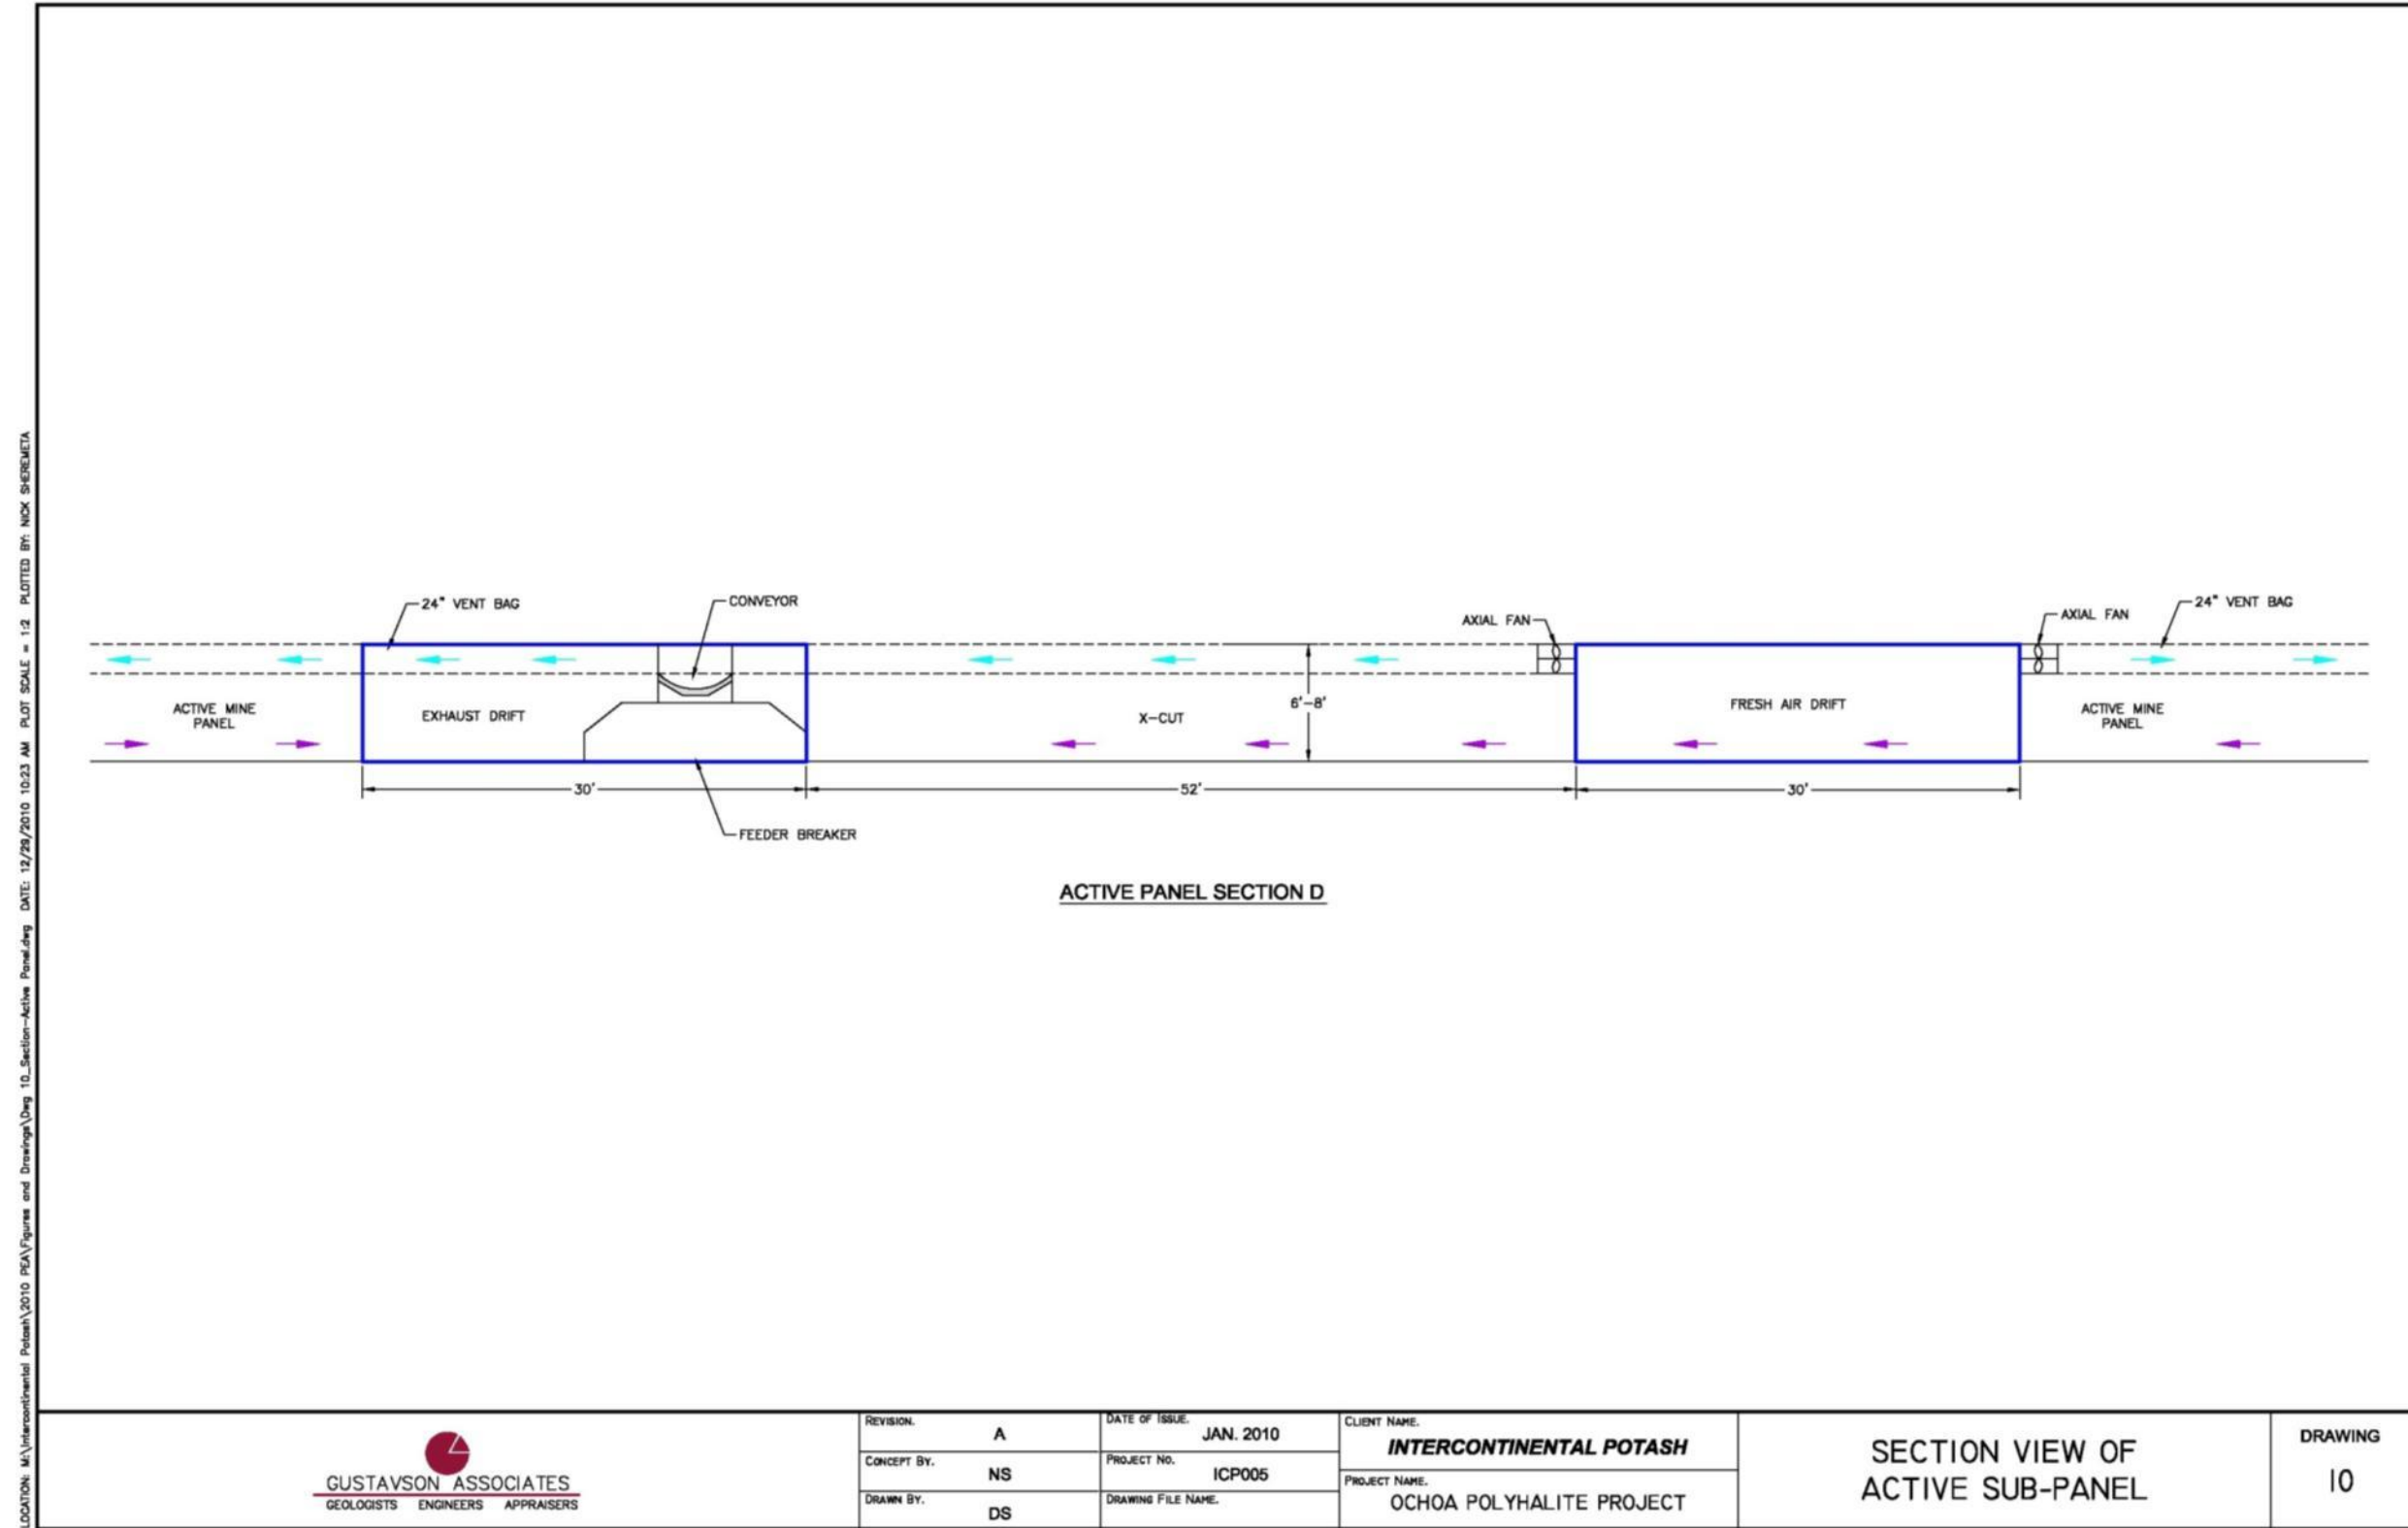 24" VENT BAG
CONVEYOR
AXIAL FAN
AXIAL FAN
24" VENT BAG
ACTIVE MINE
PANEL
EXHAUST DRIFT
X-CUT
6'-8'
FRESH AIR DRIFT
ACTIVE MINE
PANEL
30'
52'
30'
FEEDER BREAKER
ACTIVE PANEL SECTION D
LOCATION: M:\Intercontinental Potash\2010 PEA\Figures and Drawings\Dwg 10_Section-Active Panel.dwg DATE: 12/29/2010 10:23 AM PLOT SCALE = 1:2 PLOTTED BY: NICK SHEREMETA
GUSTAVSON ASSOCIATES
GEOLOGISTS ENGINEERS APPRAISERS
REVISION.
A
CONCEPT BY.
NS
DRAWN BY.
DS
DATE OF ISSUE.
JAN. 2010
PROJECT NO.
ICP005
DRAWING FILE NAME.
CLIENT NAME.
INTERCONTINENTAL POTASH
PROJECT NAME.
OCHOA POLYHALITE PROJECT
SECTION VIEW OF
ACTIVE SUB-PANEL
DRAWING
10